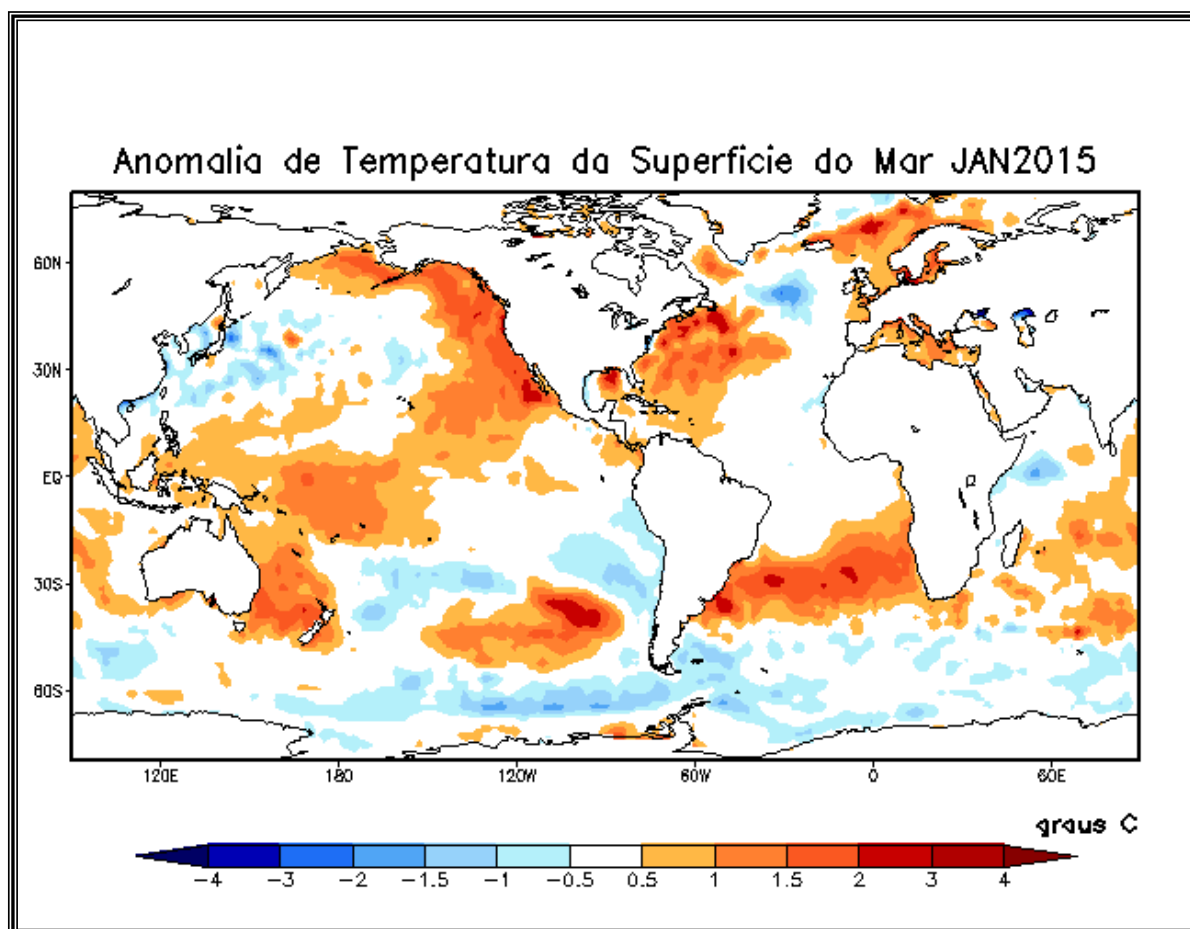 Anomalia de Temperatura da Superficie do Mar JAN2015
60N
30N
EQ
30S
60S
120E 180 120W 60W 0 60E
graus C
−4 −3 −2 −1.5 −1 −0.5 0.5 1 1.5 2 3 4